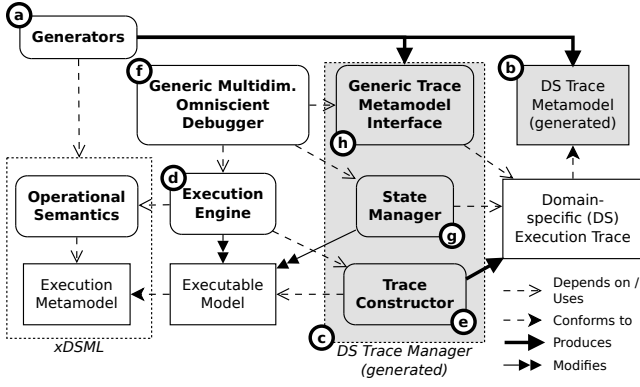 a
Generators
f
Generic Multidim.
Omniscient
Debugger
Generic Trace
Metamodel
Interface
h
b
DS Trace
Metamodel
(generated)
Operational
Semantics
d
Execution
Engine
State
Manager
g
Domain-
specific (DS)
Execution Trace
Execution
Metamodel
Executable
Model
Trace
Constructor
e
c
xDSML
DS Trace Manager
(generated)
Depends on /
Uses
Conforms to
Produces
Modifies